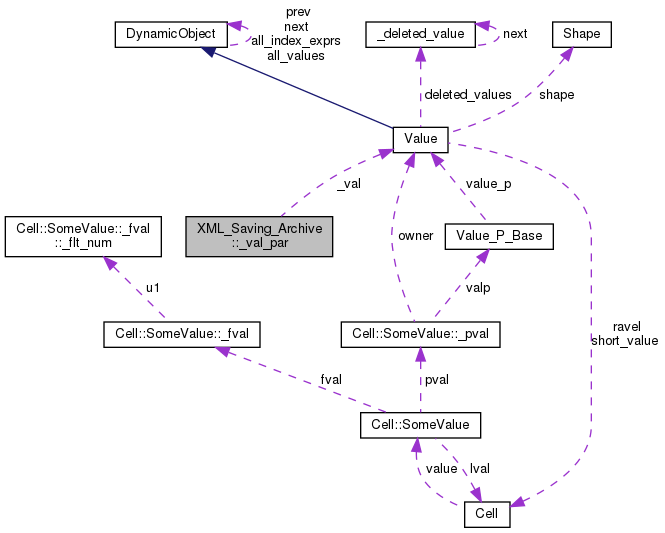 prev
next
all_index_exprs
all_values
DynamicObject
_deleted_value
next
Shape
deleted_values
shape
Value
_val
value_p
XML_Saving_Archive
::_val_par
Cell::SomeValue::_fval
::_flt_num
owner
Value_P_Base
u1
valp
ravel
short_value
Cell::SomeValue::_fval
Cell::SomeValue::_pval
fval
pval
Cell::SomeValue
value
lval
Cell